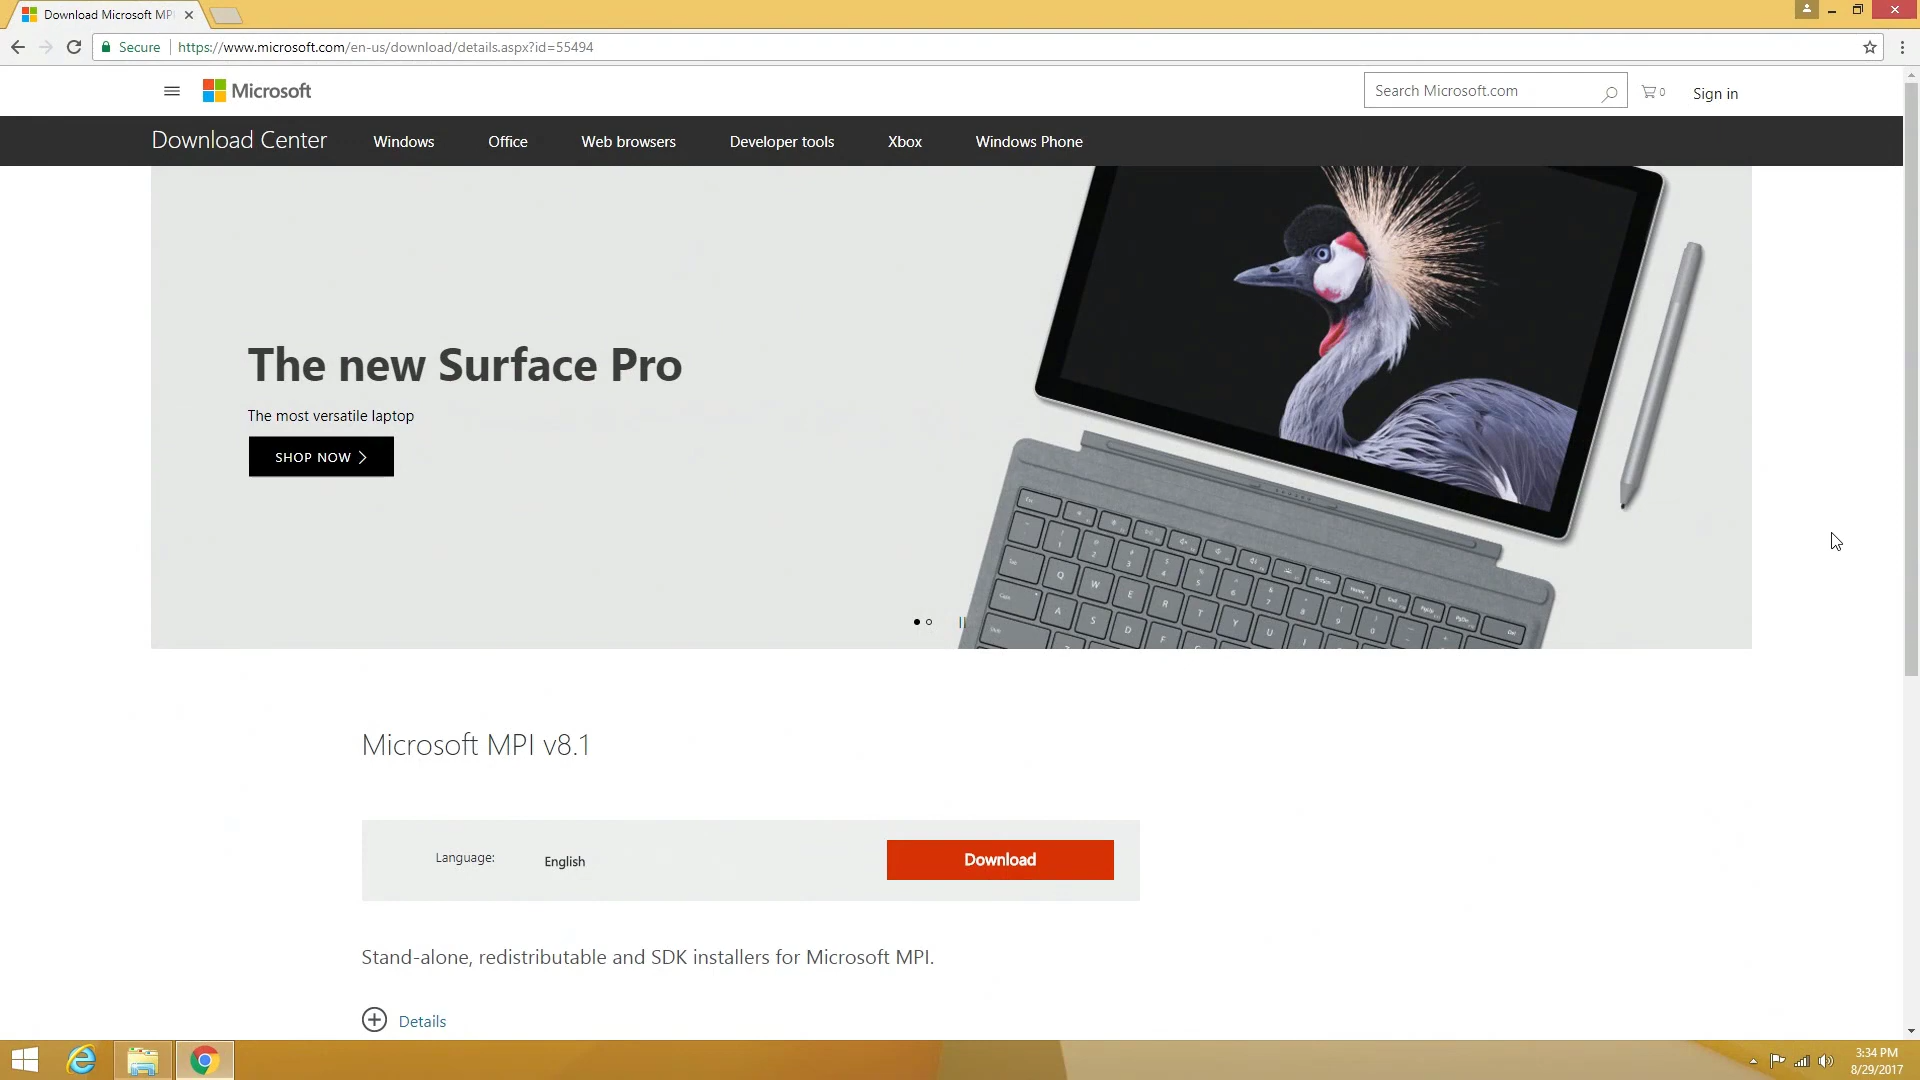 Download Microsoft MPI
Secure https://www.microsoft.com/en-us/download/details.aspx?id=55494
Microsoft
Search Microsoft.com
0
Sign in
Download Center Windows Office Web browsers Developer tools Xbox Windows Phone
The new Surface Pro
The most versatile laptop
SHOP NOW
Microsoft MPI v8.1
Language: English Download
Stand-alone, redistributable and SDK installers for Microsoft MPI.
Details
3:34 PM
8/29/2017